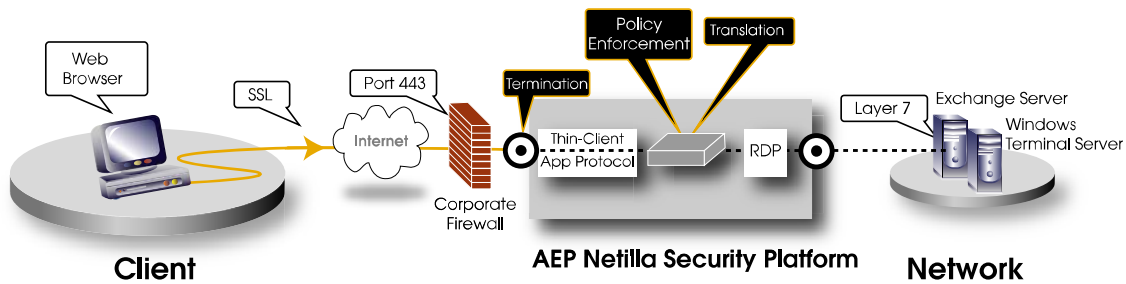 Web
Browser
SSL
Internet
Port 443
Corporate
Firewall
Termination
Policy
Enforcement
Translation
Thin-Client
App Protocol
RDP
Layer 7
Exchange Server
Windows
Terminal Server
Client
AEP Netilla Security Platform
Network